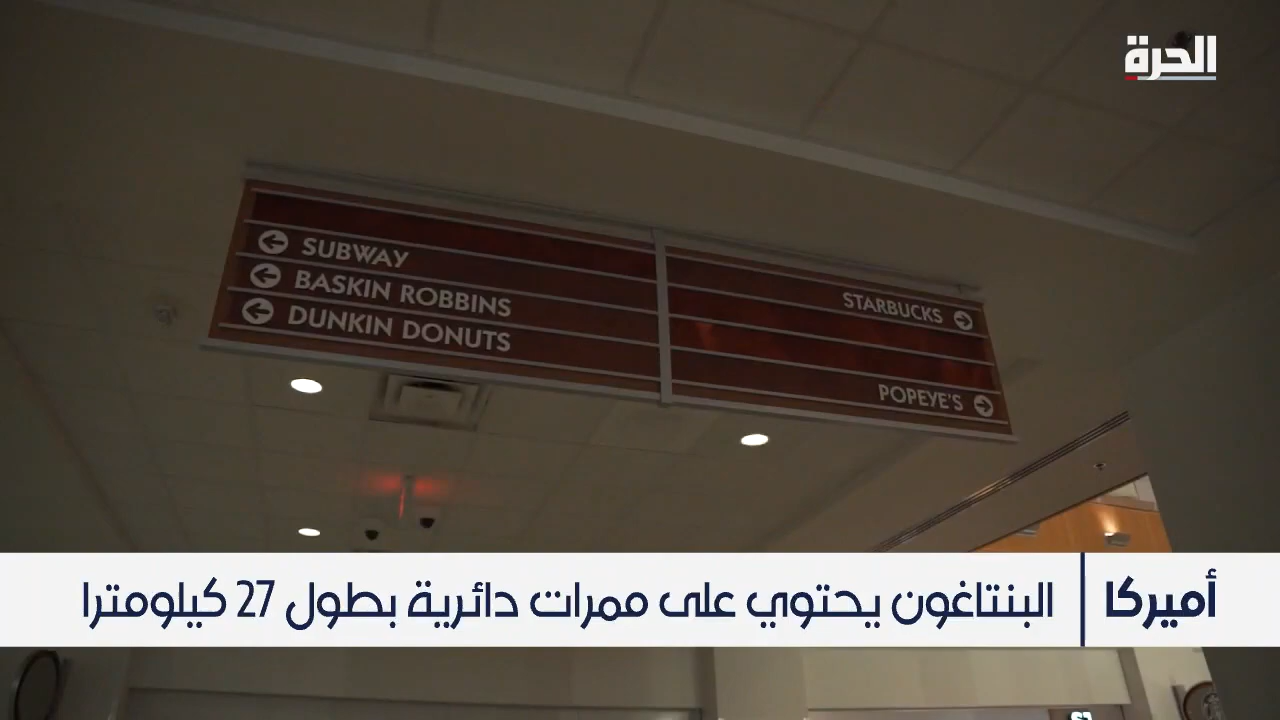 الحرة
SUBWAY
BASKIN ROBBINS
DUNKIN DONUTS
STARBUCKS
POPEYE'S
أميركا
البنتاغون يحتوي على ممرات دائرية بطول 27 كيلومترا